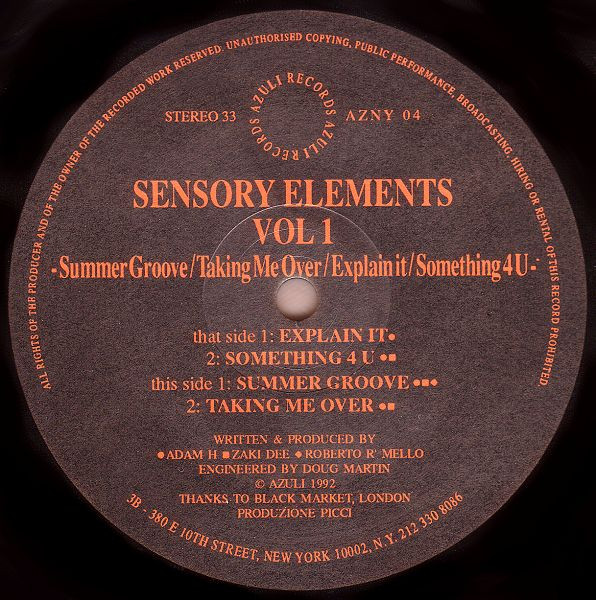 ALL RIGHTS OF THE PRODUCER AND OF THE OWNER OF THE RECORDED WORK RESERVED. UNAUTHORISED COPYING, PUBLIC PERFORMANCE, BROADCASTING, HIRING OR RENTAL OF THIS RECORD PROHIBITED
STEREO 33
AZULI RECORDS AZULI RECORDS
AZNY 04
SENSORY ELEMENTS
VOL 1
-Summer Groove/Taking Me Over/Explain it/Something 4 U-
that side 1: EXPLAIN IT●
2: SOMETHING 4 U ●■
this side 1: SUMMER GROOVE ●■◆
2: TAKING ME OVER ●■
WRITTEN & PRODUCED BY
●ADAM H ■ZAKI DEE ◆ROBERTO R' MELLO
ENGINEERED BY DOUG MARTIN
© AZULI 1992
THANKS TO BLACK MARKET, LONDON
PRODUZIONE PICCI
3B - 380 E 10TH STREET, NEW YORK 10002, N.Y. 212 330 8086